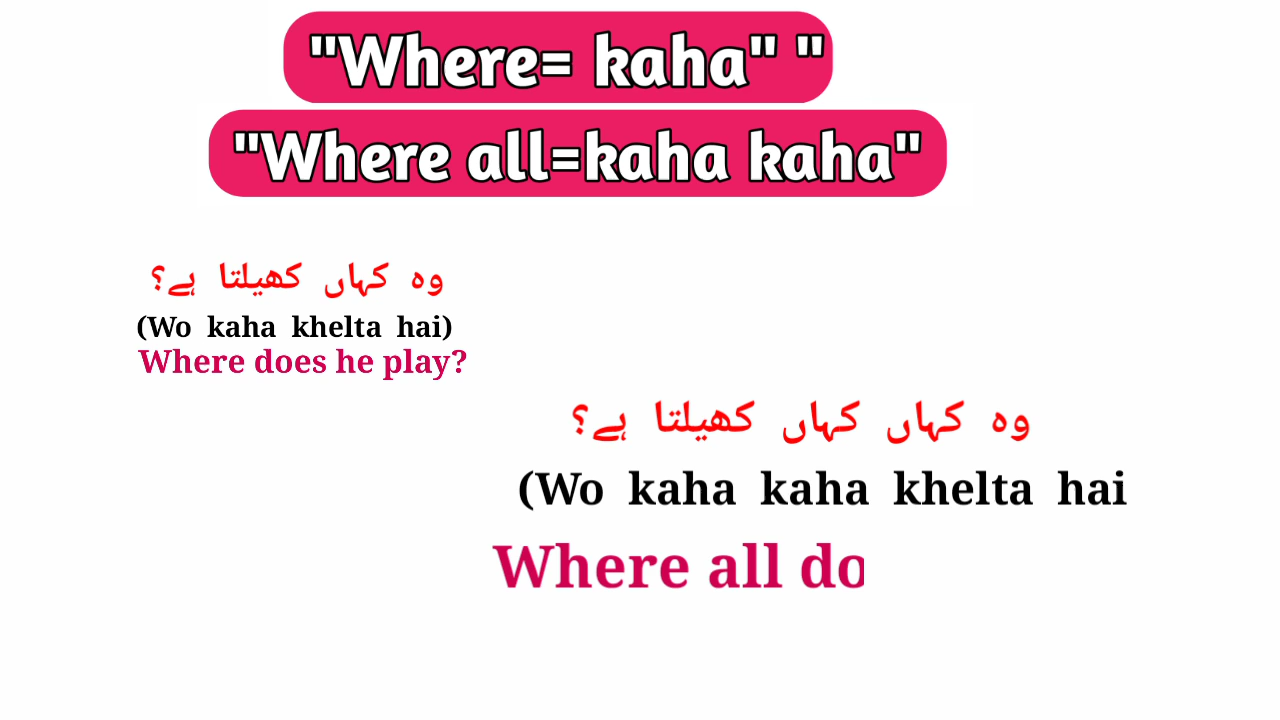 "Where= kaha" "
"Where all=kaha kaha"
وہ کہاں کھیلتا ہے؟
(Wo kaha khelta hai)
Where does he play?
وہ کہاں کہاں کھیلتا ہے؟
(Wo kaha kaha khelta hai
Where all do